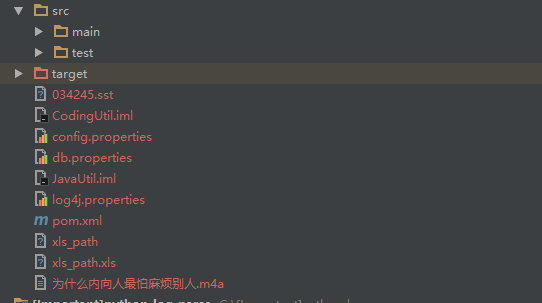 src
main
test
target
034245.sst
CodingUtil.iml
config.properties
db.properties
JavaUtil.iml
log4j.properties
pom.xml
xls_path
xls_path.xls
为什么内向人最怕麻烦别人.m4a